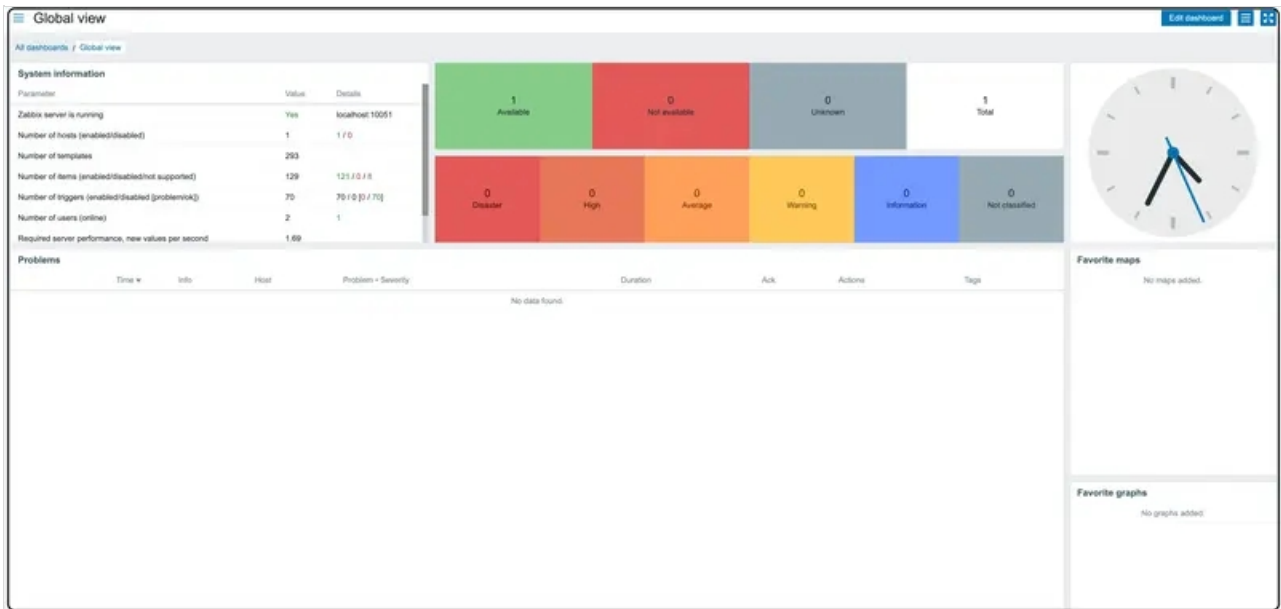 Global view
Edit dashboard
All dashboards / Global view
System information
Parameter Value Details
Zabbix server is running Yes localhost:10051
Number of hosts (enabled/disabled) 1 1 / 0
Number of templates 293
Number of items (enabled/disabled/not supported) 129 121 / 0 / 8
Number of triggers (enabled/disabled [problem/ok]) 70 70 / 0 [0 / 70]
Number of users (online) 2 1
Required server performance, new values per second 1.69
1
Available
0
Not available
0
Unknown
1
Total
0
Disaster
0
High
0
Average
0
Warning
0
Information
0
Not classified
Problems
Time Info Host Problem • Severity Duration Ack Actions Tags
No data found.
Favorite maps
No maps added.
Favorite graphs
No graphs added.